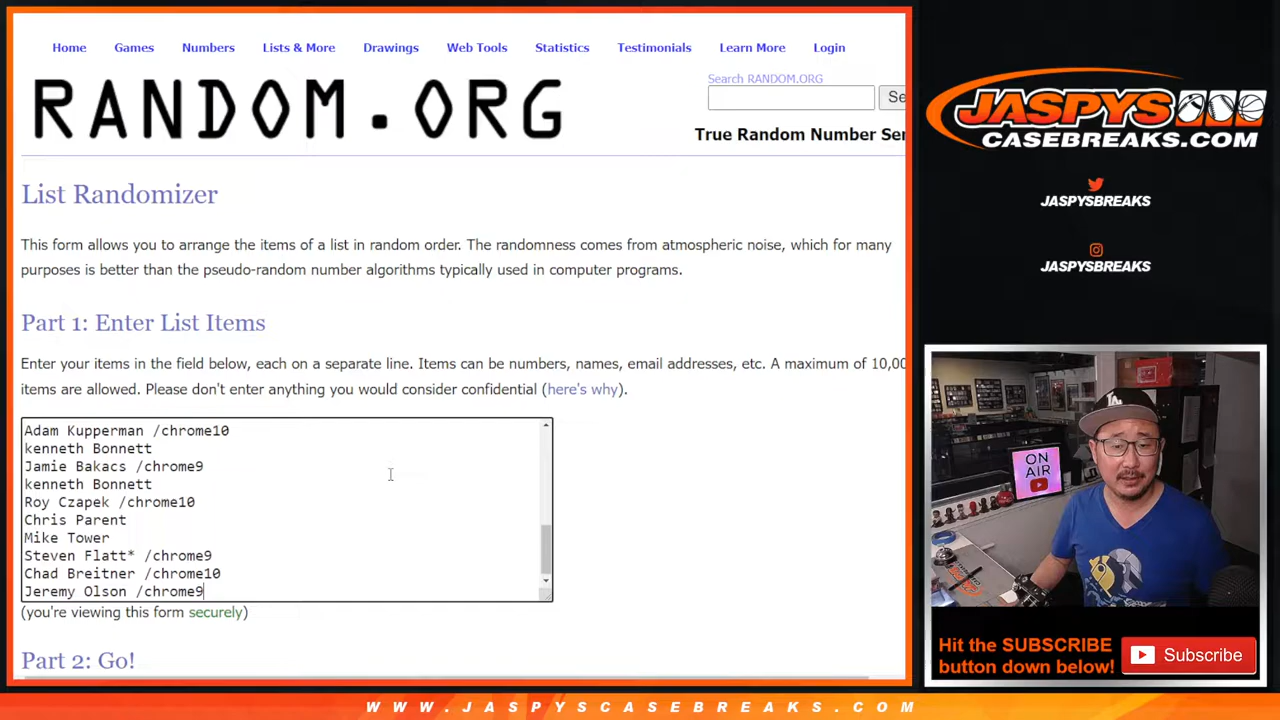 Home Games Numbers Lists & More Drawings Web Tools Statistics Testimonials Learn More Login
RANDOM.ORG
Search RANDOM.ORG
Se
True Random Number Ser
List Randomizer
This form allows you to arrange the items of a list in random order. The randomness comes from atmospheric noise, which for many
purposes is better than the pseudo-random number algorithms typically used in computer programs.
Part 1: Enter List Items
Enter your items in the field below, each on a separate line. Items can be numbers, names, email addresses, etc. A maximum of 10,00
items are allowed. Please don't enter anything you would consider confidential (here's why).
Adam Kupperman /chrome10
kenneth Bonnett
Jamie Bakacs /chrome9
kenneth Bonnett
Roy Czapek /chrome10
Chris Parent
Mike Tower
Steven Flatt* /chrome9
Chad Breitner /chrome10
Jeremy Olson /chrome9
(you're viewing this form securely)
Part 2: Go!
JASPYS
CASEBREAKS.COM
JASPYSBREAKS
JASPYSBREAKS
LA
ON
AIR
Hit the SUBSCRIBE
button down below!
Subscribe
WWW.JASPYSCASEBREAKS.COM